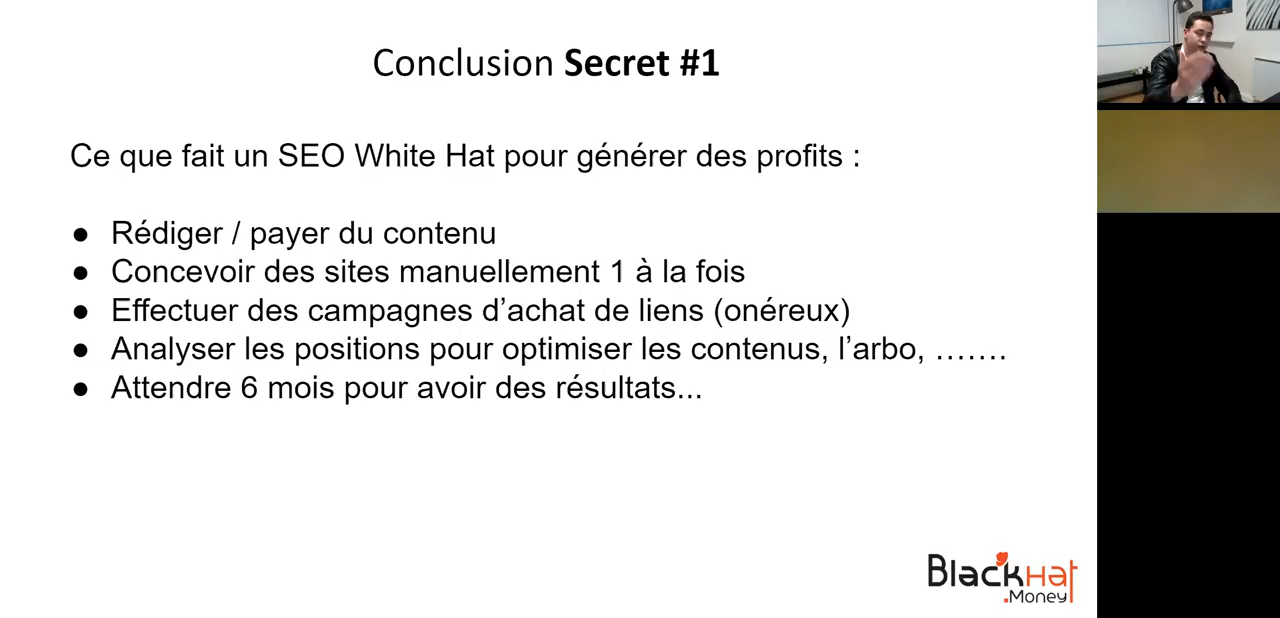 Conclusion Secret #1
Ce que fait un SEO White Hat pour générer des profits :
● Rédiger / payer du contenu
● Concevoir des sites manuellement 1 à la fois
● Effectuer des campagnes d’achat de liens (onéreux)
● Analyser les positions pour optimiser les contenus, l’arbo, …….
● Attendre 6 mois pour avoir des résultats...
BlackHat
.Money